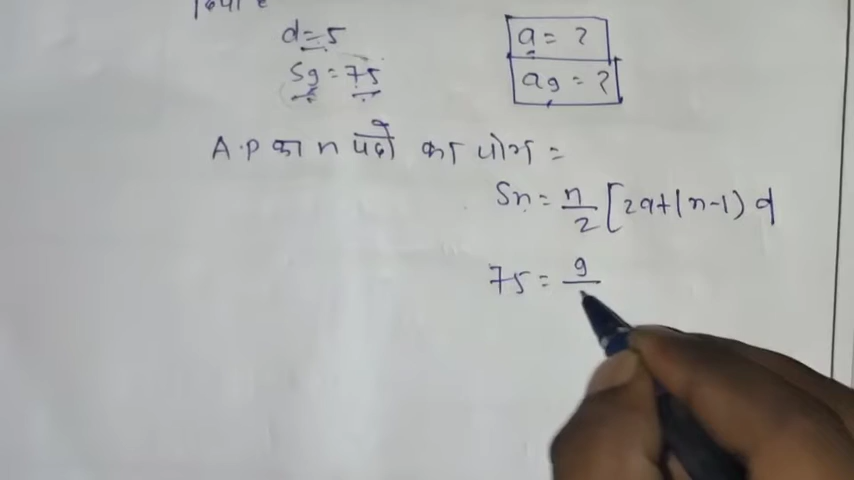 d = 5
a = ?
S9 = 75
a9 = ?
A.P का n पदों का योग =
Sn = n/2 [2a+(n-1) d
75 = 9/